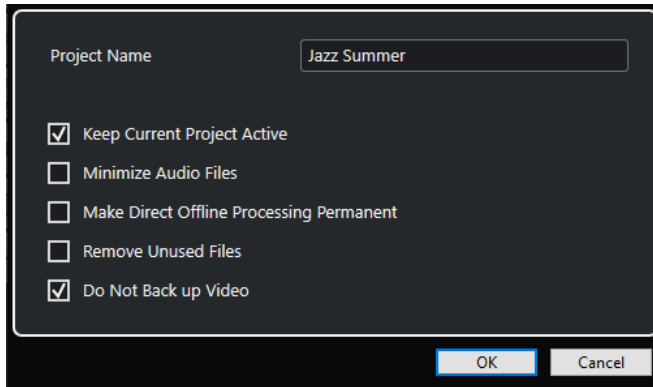 Project Name
Jazz Summer
Keep Current Project Active
Minimize Audio Files
Make Direct Offline Processing Permanent
Remove Unused Files
Do Not Back up Video
OK
Cancel